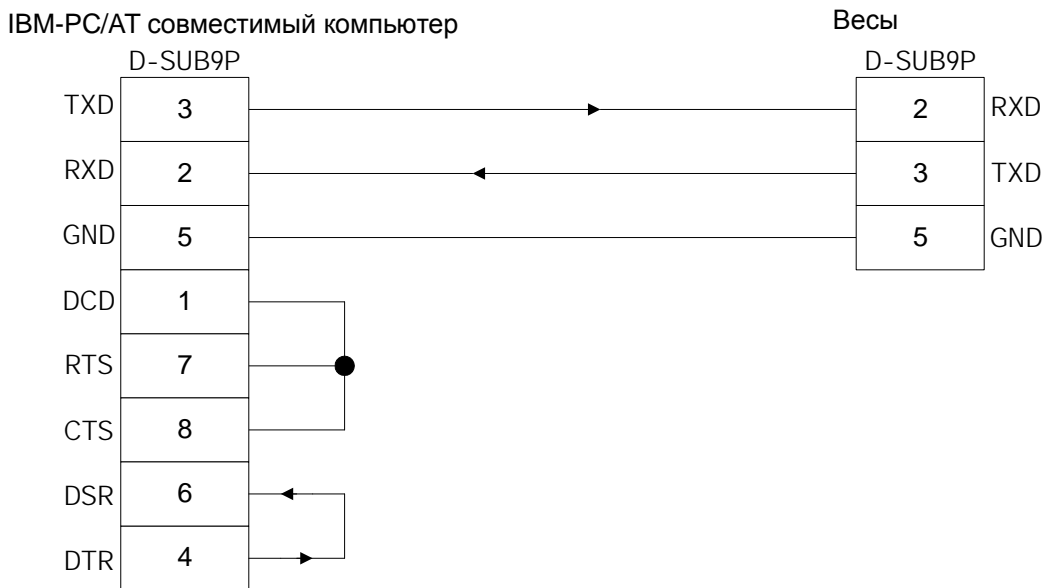 IBM-PC/AT совместимый компьютер
Весы
D-SUB9P
D-SUB9P
TXD 3
2 RXD
RXD 2
3 TXD
GND 5
5 GND
DCD 1
RTS 7
CTS 8
DSR 6
DTR 4